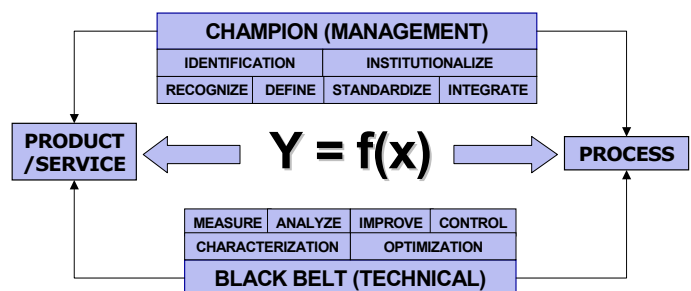 CHAMPION (MANAGEMENT)
IDENTIFICATION INSTITUTIONALIZE
RECOGNIZE DEFINE STANDARDIZE INTEGRATE
PRODUCT
/SERVICE
Y = f(x)
PROCESS
MEASURE ANALYZE IMPROVE CONTROL
CHARACTERIZATION OPTIMIZATION
BLACK BELT (TECHNICAL)